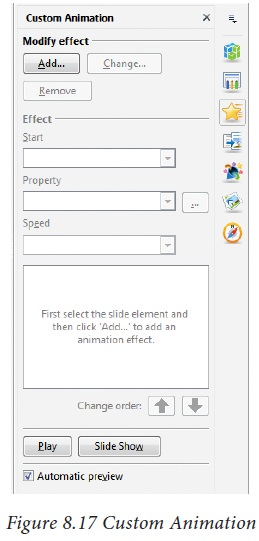 Custom Animation
Modify effect
Add... Change...
Remove
Effect
Start
Property
...
Speed
First select the slide element and
then click 'Add...' to add an
animation effect.
Change order:
Play Slide Show
Automatic preview
Figure 8.17 Custom Animation